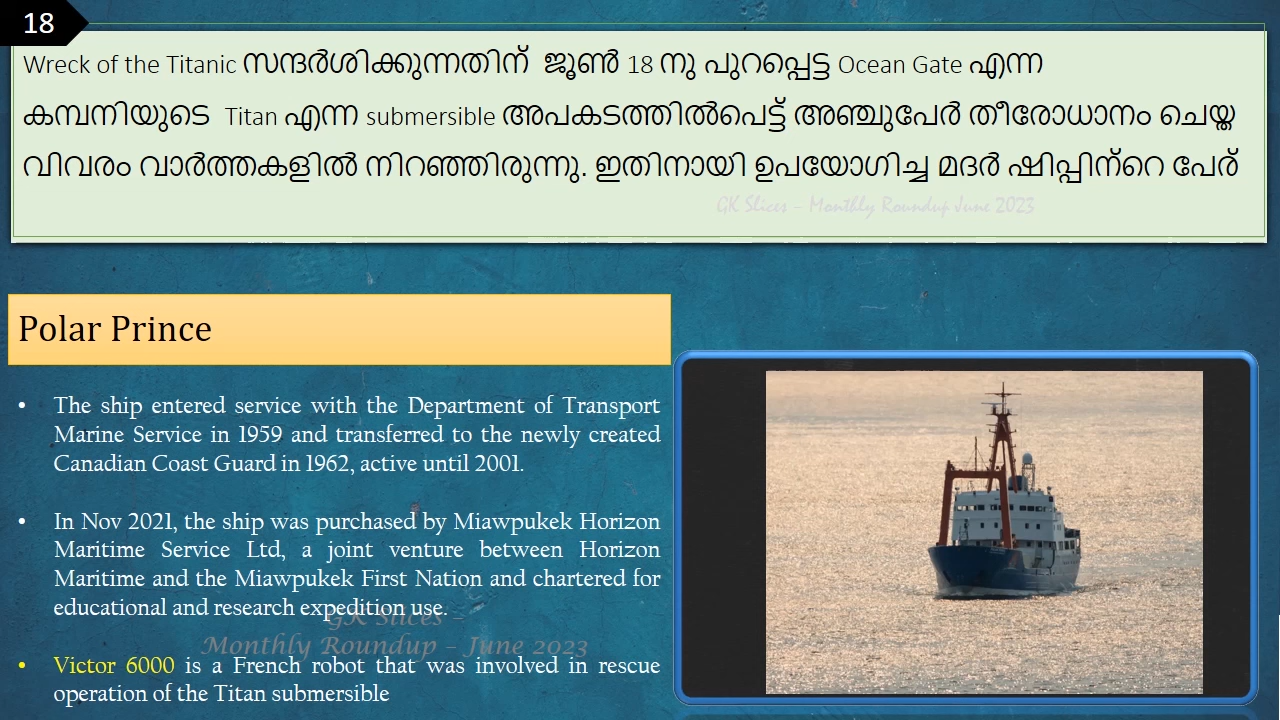 18
Wreck of the Titanic സന്ദർശിക്കുന്നതിന് ജൂൺ 18 നു പുറപ്പെട്ട Ocean Gate എന്ന
കമ്പനിയുടെ Titan എന്ന submersible അപകടത്തിൽപെട്ട് അഞ്ചുപേർ തീരോധാനം ചെയ്ത
വിവരം വാർത്തകളിൽ നിറഞ്ഞിരുന്നു. ഇതിനായി ഉപയോഗിച്ച മദർ ഷിപ്പിന്റെ പേര്
GK Slices – Monthly Roundup June 2023
Polar Prince
• The ship entered service with the Department of Transport
Marine Service in 1959 and transferred to the newly created
Canadian Coast Guard in 1962, active until 2001.
• In Nov 2021, the ship was purchased by Miawpukek Horizon
Maritime Service Ltd, a joint venture between Horizon
Maritime and the Miawpukek First Nation and chartered for
educational and research expedition use.
GK Slices –
Monthly Roundup – June 2023
• Victor 6000 is a French robot that was involved in rescue
operation of the Titan submersible